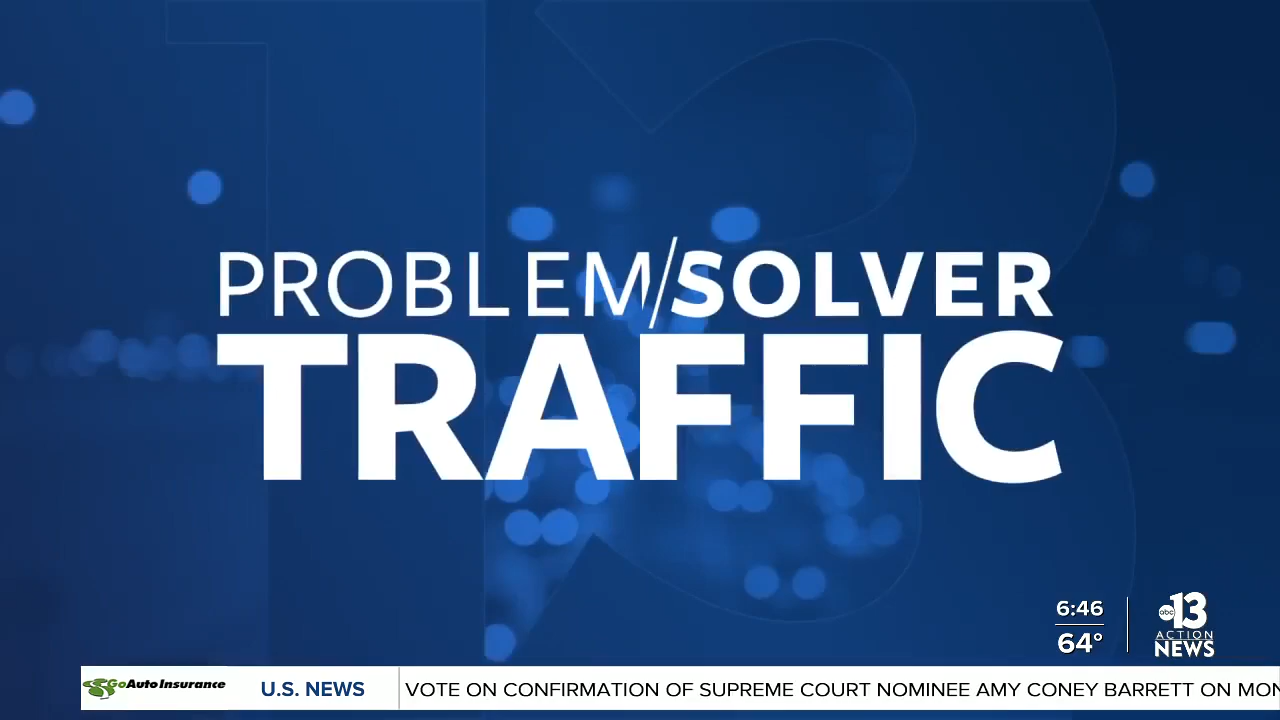 PROBLEM/SOLVER
TRAFFIC
6:46
64°
abc 13
ACTION
NEWS
GoAuto Insurance
U.S. NEWS
VOTE ON CONFIRMATION OF SUPREME COURT NOMINEE AMY CONEY BARRETT ON MON